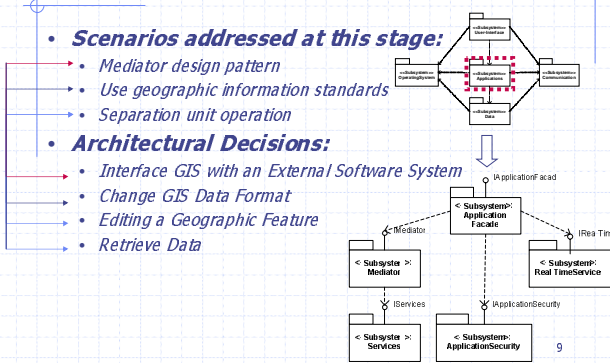 Scenarios addressed at this stage:
Mediator design pattern
Use geographic information standards
Separation unit operation
Architectural Decisions:
Interface GIS with an External Software System
Change GIS Data Format
Editing a Geographic Feature
Retrieve Data
<<Subsystem>>
User-Interface
<<Subsystem>>
OperatingSystem
<<Subsystem>>
Applications
<<Subsystem>>
Communication
<<Subsystem>>
Data
IApplicationFacad
< Subsystem>:
Application
Facade
IMediator
IRea Tim
< Subsyster >:
Mediator
< Subsystem>:
Real TimeService
IServices
IApplicationSecurity
< Subsyster >:
Services
< Subsystem>:
ApplicationSecurity
9